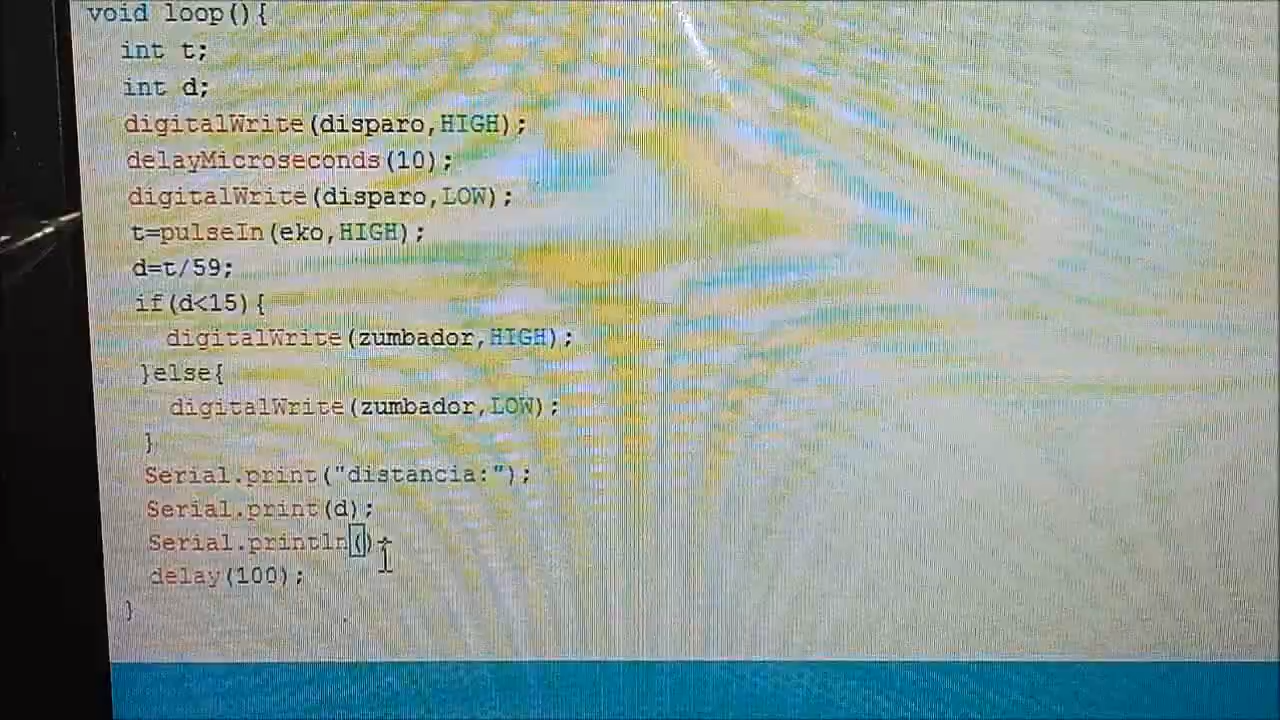 void loop(){
int t;
int d;
digitalWrite(disparo,HIGH);
delayMicroseconds(10);
digitalWrite(disparo,LOW);
t=pulseIn(eko,HIGH);
d=t/59;
if(d<15){
digitalWrite(zumbador,HIGH);
}else{
digitalWrite(zumbador,LOW);
}
Serial.print("distancia:");
Serial.print(d);
Serial.println();
delay(100);
}